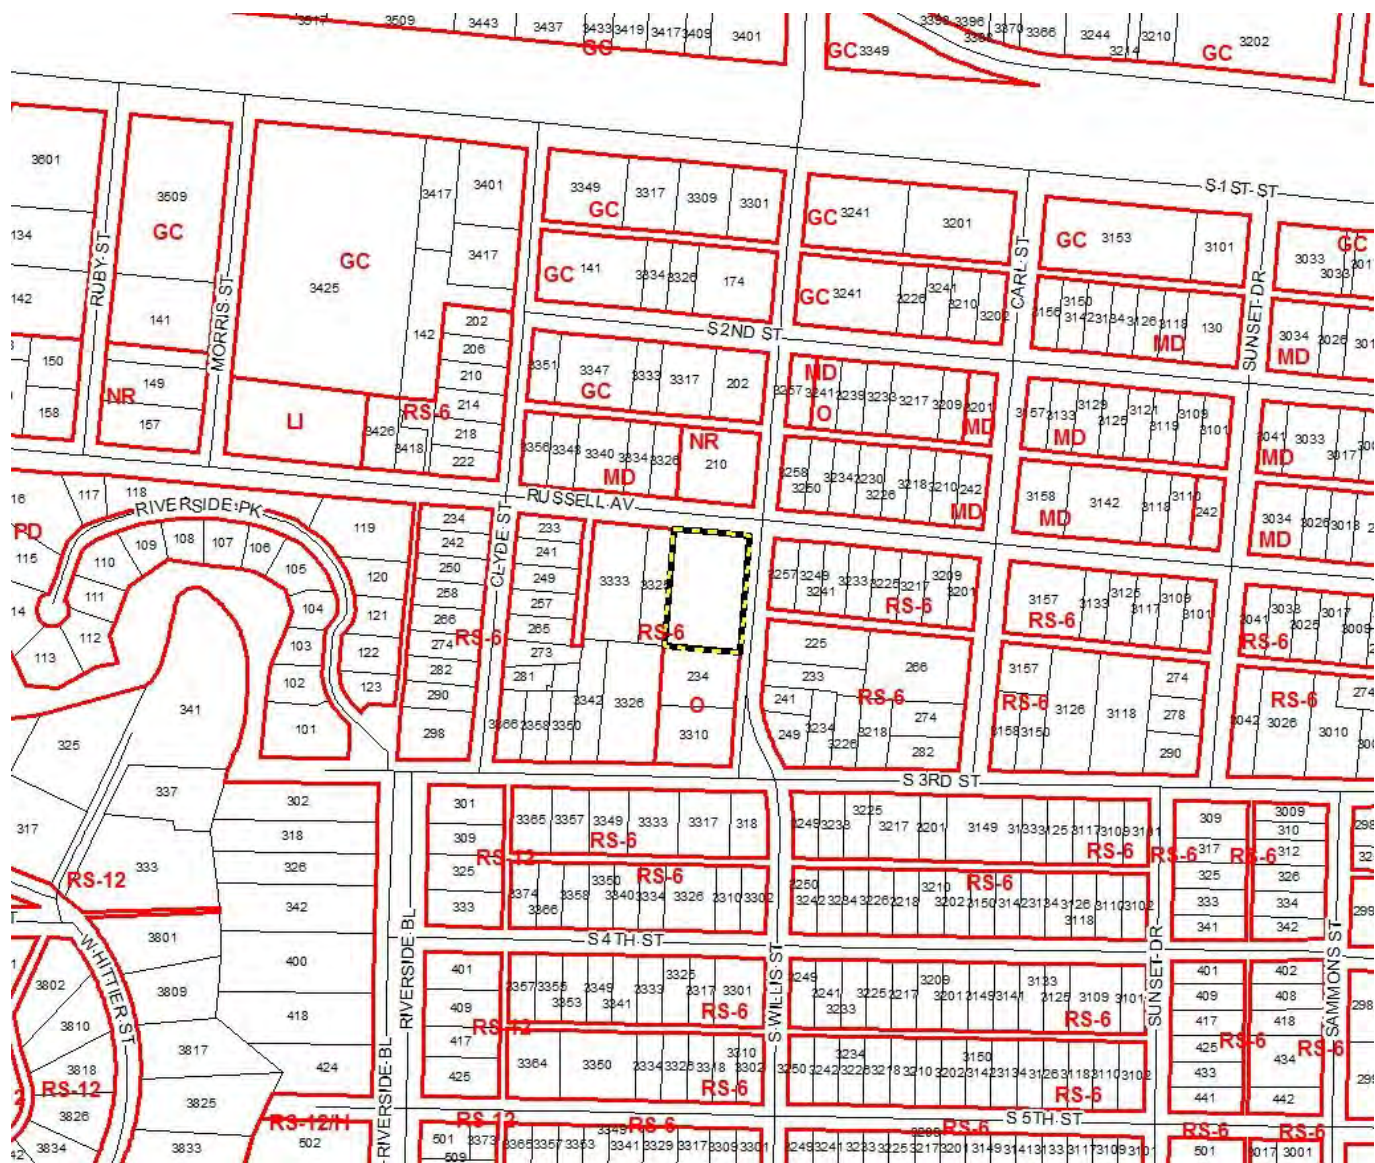 3517 3509 3443 3437 3433 3419 3417 3409 3401
GC
GC 3349 3398 3396 3370 3366 3244 3214 3210 GC 3202
S 1ST ST
3601 3509 GC 134 142 141
RUBY ST
MORRIS ST
GC 3425 3417 3401 3417 142
3349 3317 3309 3301 GC
GC 3241 3201
CARL ST
GC 3153 3101
SUNSET DR
GC 3033 3033
GC 141 3334 3326 174
GC 3241 3226 3241 3210 3202
3156 3150 3142 3134 3126 3118 130 MD
3034 3026 MD
S 2ND ST
150 158 149 NR 157
LI 3426 3418 RS-6
202 206 210 214 218 222
3351 3347 3333 3317 202 GC
3257 MD 3241 O 3239 3233 3217 3209 3201 MD
3157 3133 3129 3125 3121 3119 3109 3101 MD
3041 3033 3017 MD
3356 3348 3340 3334 3326 MD NR 210
3258 3250 3234 3230 3226 3218 3210 242 MD
3158 3142 3118 3110 242 MD
3034 3026 3018 MD
RUSSELL AV
RIVERSIDE PK
PD 115 117 118 119 113 112 111 110 109 108 107 106 105 104 103 102 101 120 121 122 123
CLYDE ST
234 242 250 258 266 274 RS-6 282 290 298
233 241 249 257 265 273 281
3333 RS-6
3366 3358 3350 3342 3326 234 O 3310
3257 3249 3241 3233 3225 3217 3209 3201 RS-6
3157 3133 3125 3117 3109 3101 RS-6
3041 3033 3025 3017 3009 RS-6
225 233 241 249 3234 3226 3218 266 274 282 RS-6
3157 3158 3150 3126 3118 274 278 290 RS-6
3042 3026 3010 274 RS-6
S 3RD ST
341 325 337 317 333 RS-12
302 318 326 342 400 418 424
RIVERSIDE BL
301 309 325 333 RS-12
3365 3357 3349 3333 3317 318 RS-6
3249 3233 3225 3217 3201 3149 3133 3125 3117 3109 3101 RS-6
309 317 325 333 341 RS-6
3009 310 312 326 334 342 RS-6
3374 3366 3358 3350 3340 3334 3326 3310 3302 RS-6
3250 3242 3234 3226 3218 3210 3202 3150 3142 3134 3126 3118 3110 3102 RS-6
S 4TH ST
S WILLIS ST
SUNSET DR
SAMMONS ST
W HITTIER ST
3801 3809 3817 3825 3833
3802 3810 3818 3826 3834 RS-12
401 409 417 425 RS-12
3357 3355 3353 3349 3341 3333 3325 3317 3301 RS-6
3249 3241 3233 3225 3217 3209 3201 3149 3141 3133 3125 3109 3101 RS-6
401 409 417 425 433 441 RS-6
402 408 418 434 442 RS-6
3364 3350 3334 3326 3318 3310 3302 RS-6
3250 3242 3234 3226 3218 3210 3202 3150 3142 3134 3126 3118 3110 3102 RS-6
RIVERSIDE BL
S 5TH ST
RS-12/H 502
RS-12 501 509 3373
3365 3357 3353 3349 3341 3329 3317 3309 3301 RS-6
3249 3241 3233 3225 3217 3209 3201 3149 3141 3133 3117 3109 3101 RS-6
RS-6 501 RS-6 3017 3001